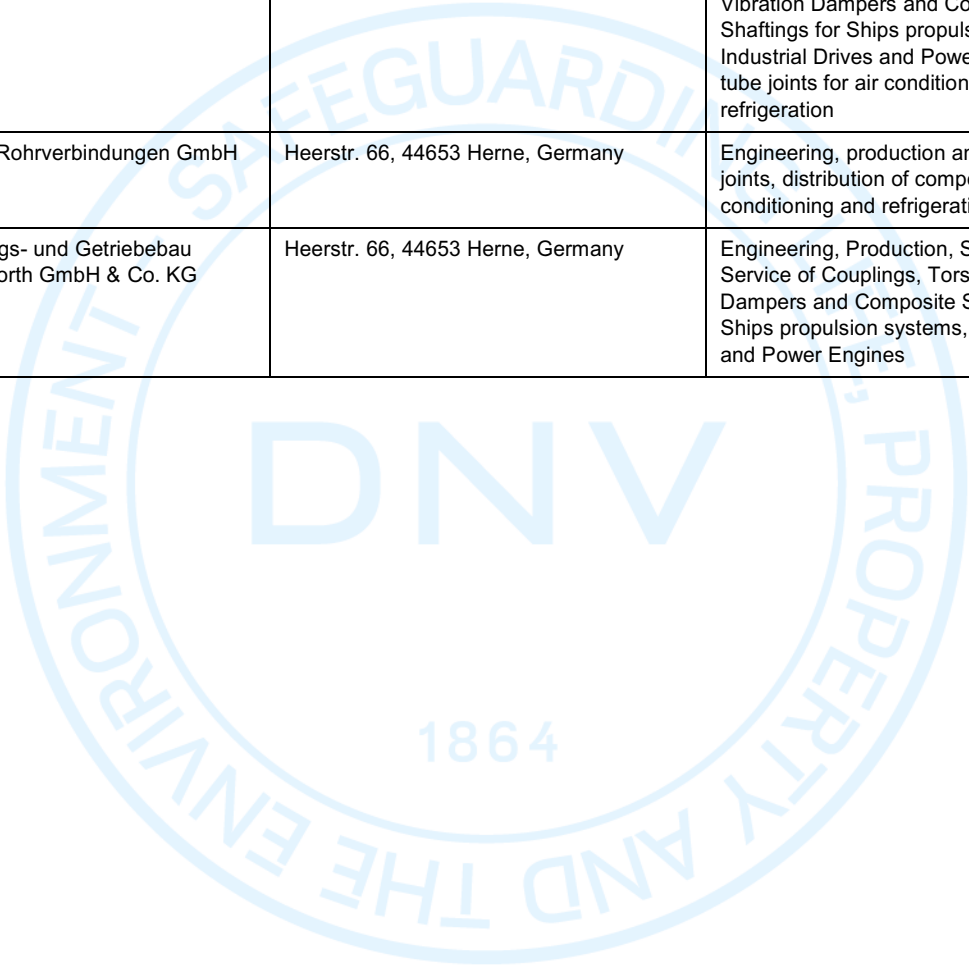 Vibration Dampers and Co
Shaftings for Ships propuls
Industrial Drives and Powe
tube joints for air condition
refrigeration
Rohrverbindungen GmbH
Heerstr. 66, 44653 Herne, Germany
Engineering, production an
joints, distribution of compo
conditioning and refrigerati
gs- und Getriebebau
orth GmbH & Co. KG
Heerstr. 66, 44653 Herne, Germany
Engineering, Production, S
Service of Couplings, Tors
Dampers and Composite S
Ships propulsion systems,
and Power Engines
SAFEGUARDING LIFE, PROPERTY AND THE ENVIRONMENT
DNV
1864